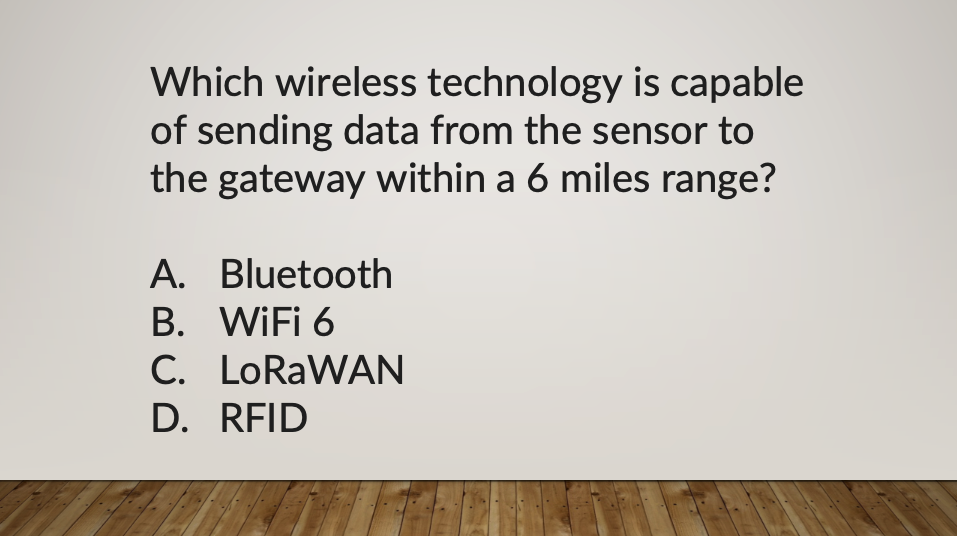 Which wireless technology is capable
of sending data from the sensor to
the gateway within a 6 miles range?
A. Bluetooth
B. WiFi 6
C. LoRaWAN
D. RFID